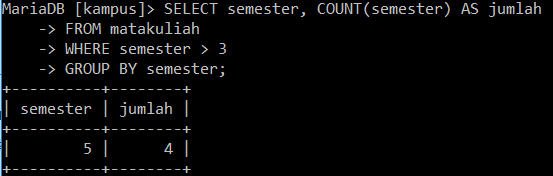 MariaDB [kampus]> SELECT semester, COUNT(semester) AS jumlah
    -> FROM matakuliah
    -> WHERE semester > 3
    -> GROUP BY semester;
+----------+--------+
| semester | jumlah |
+----------+--------+
|        5 |      4 |
+----------+--------+